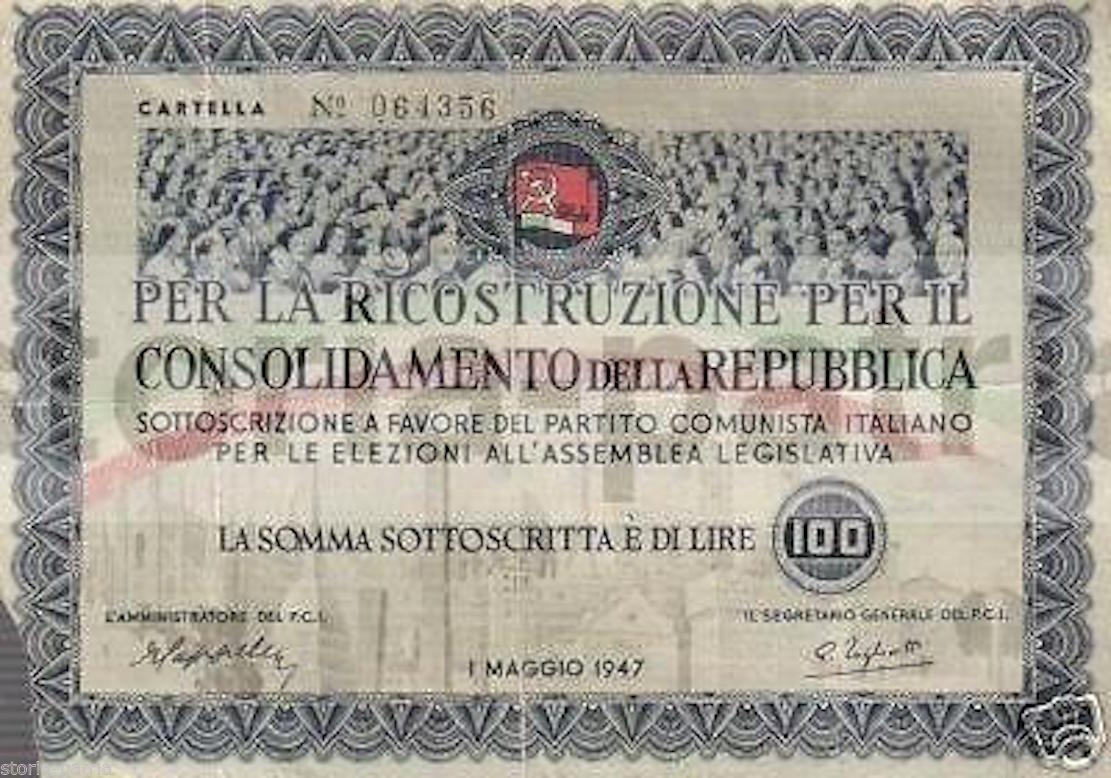 CARTELLA Nº 064356
PER LA RICOSTRUZIONE PER IL
CONSOLIDAMENTO DELLA REPUBBLICA
SOTTOSCRIZIONE A FAVORE DEL PARTITO COMUNISTA ITALIANO
PER LE ELEZIONI ALL'ASSEMBLEA LEGISLATIVA
LA SOMMA SOTTOSCRITTA È DI LIRE 100
L'AMMINISTRATORE DEL P.C.I.
IL SEGRETARIO GENERALE DEL P.C.I.
P. Togliatti
1 MAGGIO 1947